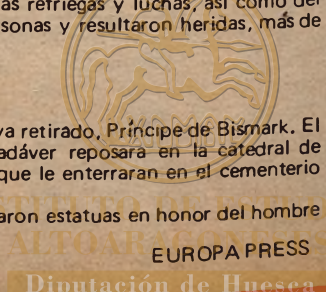 as refriegas y luchas, así como del
sonas y resultaron heridas, más de
va retirado, Príncipe de Bismark. El
adáver reposara en la catedral de
que le enterraran en el cementerio
aron estatuas en honor del hombre
EUROPA PRESS
ALTOARAGONESES
Diputación de Huesca